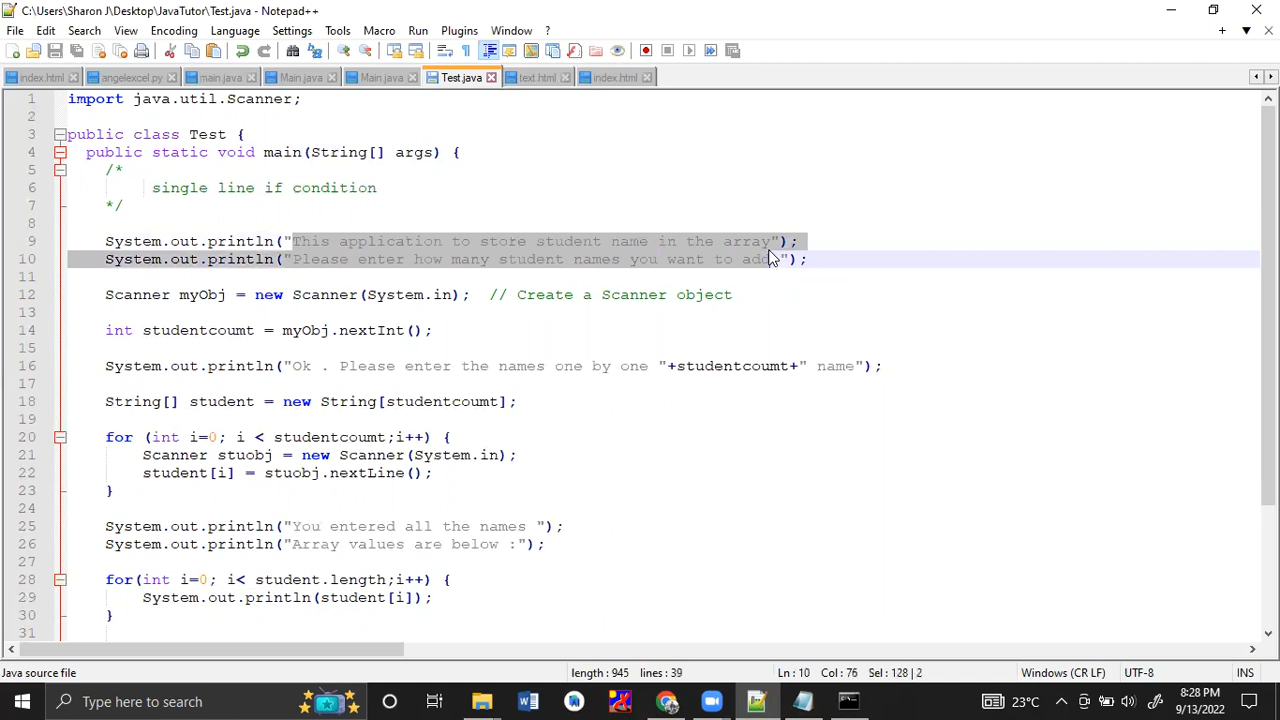 C:\Users\Sharon J\Desktop\JavaTutor\Test.java - Notepad++
File Edit Search View Encoding Language Settings Tools Macro Run Plugins Window ?
index.html angelexcel.py main.java Main.java Main.java Test.java text.html index.html
1 import java.util.Scanner;
2
3 public class Test {
4 public static void main(String[] args) {
5 /*
6 single line if condition
7 */
8
9 System.out.println("This application to store student name in the array");
10 System.out.println("Please enter how many student names you want to add ");
11
12 Scanner myObj = new Scanner(System.in); // Create a Scanner object
13
14 int studentcoumt = myObj.nextInt();
15
16 System.out.println("Ok . Please enter the names one by one "+studentcoumt+" name");
17
18 String[] student = new String[studentcoumt];
19
20 for (int i=0; i < studentcoumt;i++) {
21 Scanner stuobj = new Scanner(System.in);
22 student[i] = stuobj.nextLine();
23 }
24
25 System.out.println("You entered all the names ");
26 System.out.println("Array values are below :");
27
28 for(int i=0; i< student.length;i++) {
29 System.out.println(student[i]);
30 }
31
Java source file length : 945 lines : 39 Ln : 10 Col : 76 Sel : 128 | 2 Windows (CR LF) UTF-8 INS
Type here to search 23°C 8:28 PM
9/13/2022